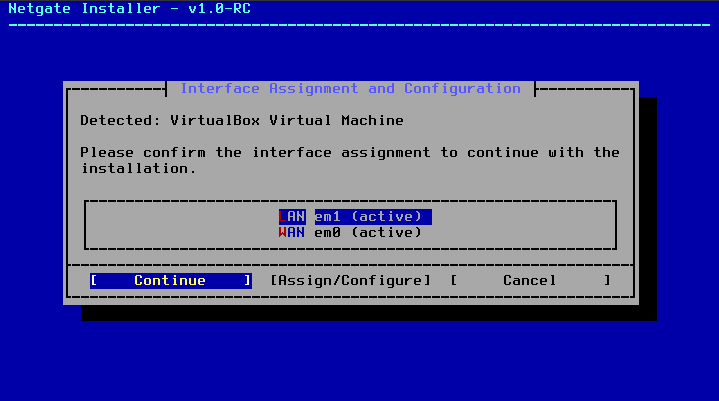 Netgate Installer - v1.0-RC
Interface Assignment and Configuration
Detected: VirtualBox Virtual Machine
Please confirm the interface assignment to continue with the
installation.
LAN em1 (active)
WAN em0 (active)
[ Continue ] [Assign/Configure] [ Cancel ]